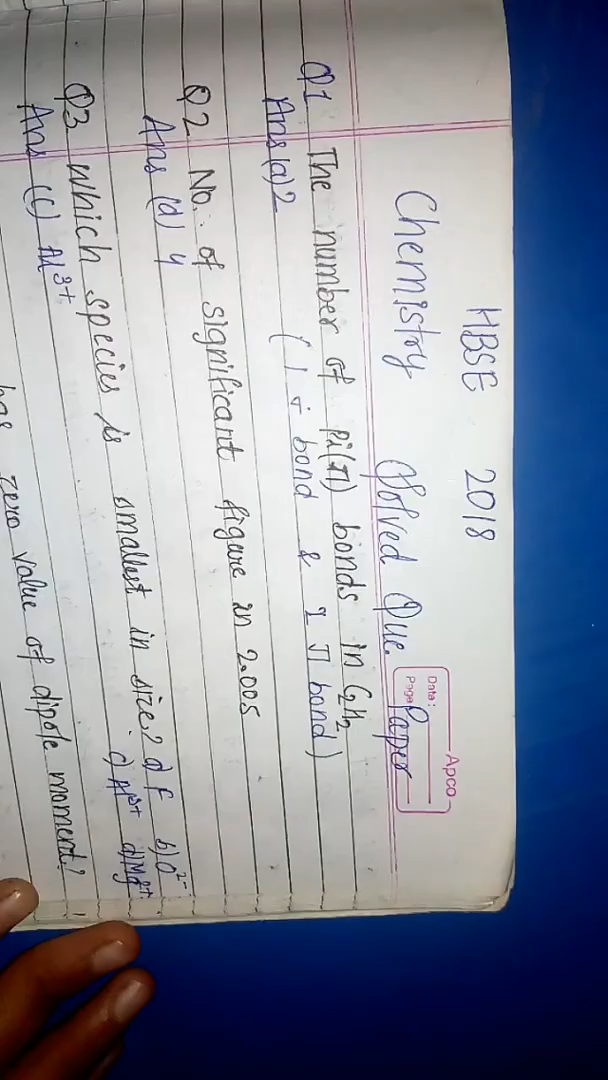 HBSE 2018
Chemistry Solved Que. Paper
Apco
Date:
Page
Q1 The number of pi(π) bonds in C2H2
Ans(a) 2 (1 σ bond & 2 π bond)
Q2 No. of significant figure in 2.005
Ans (d) 4
Q3 which species is smallest in size? a) F b) O2-
c) Al3+ d) Mg2+
Ans (c) Al3+
has zero value of dipole moment?